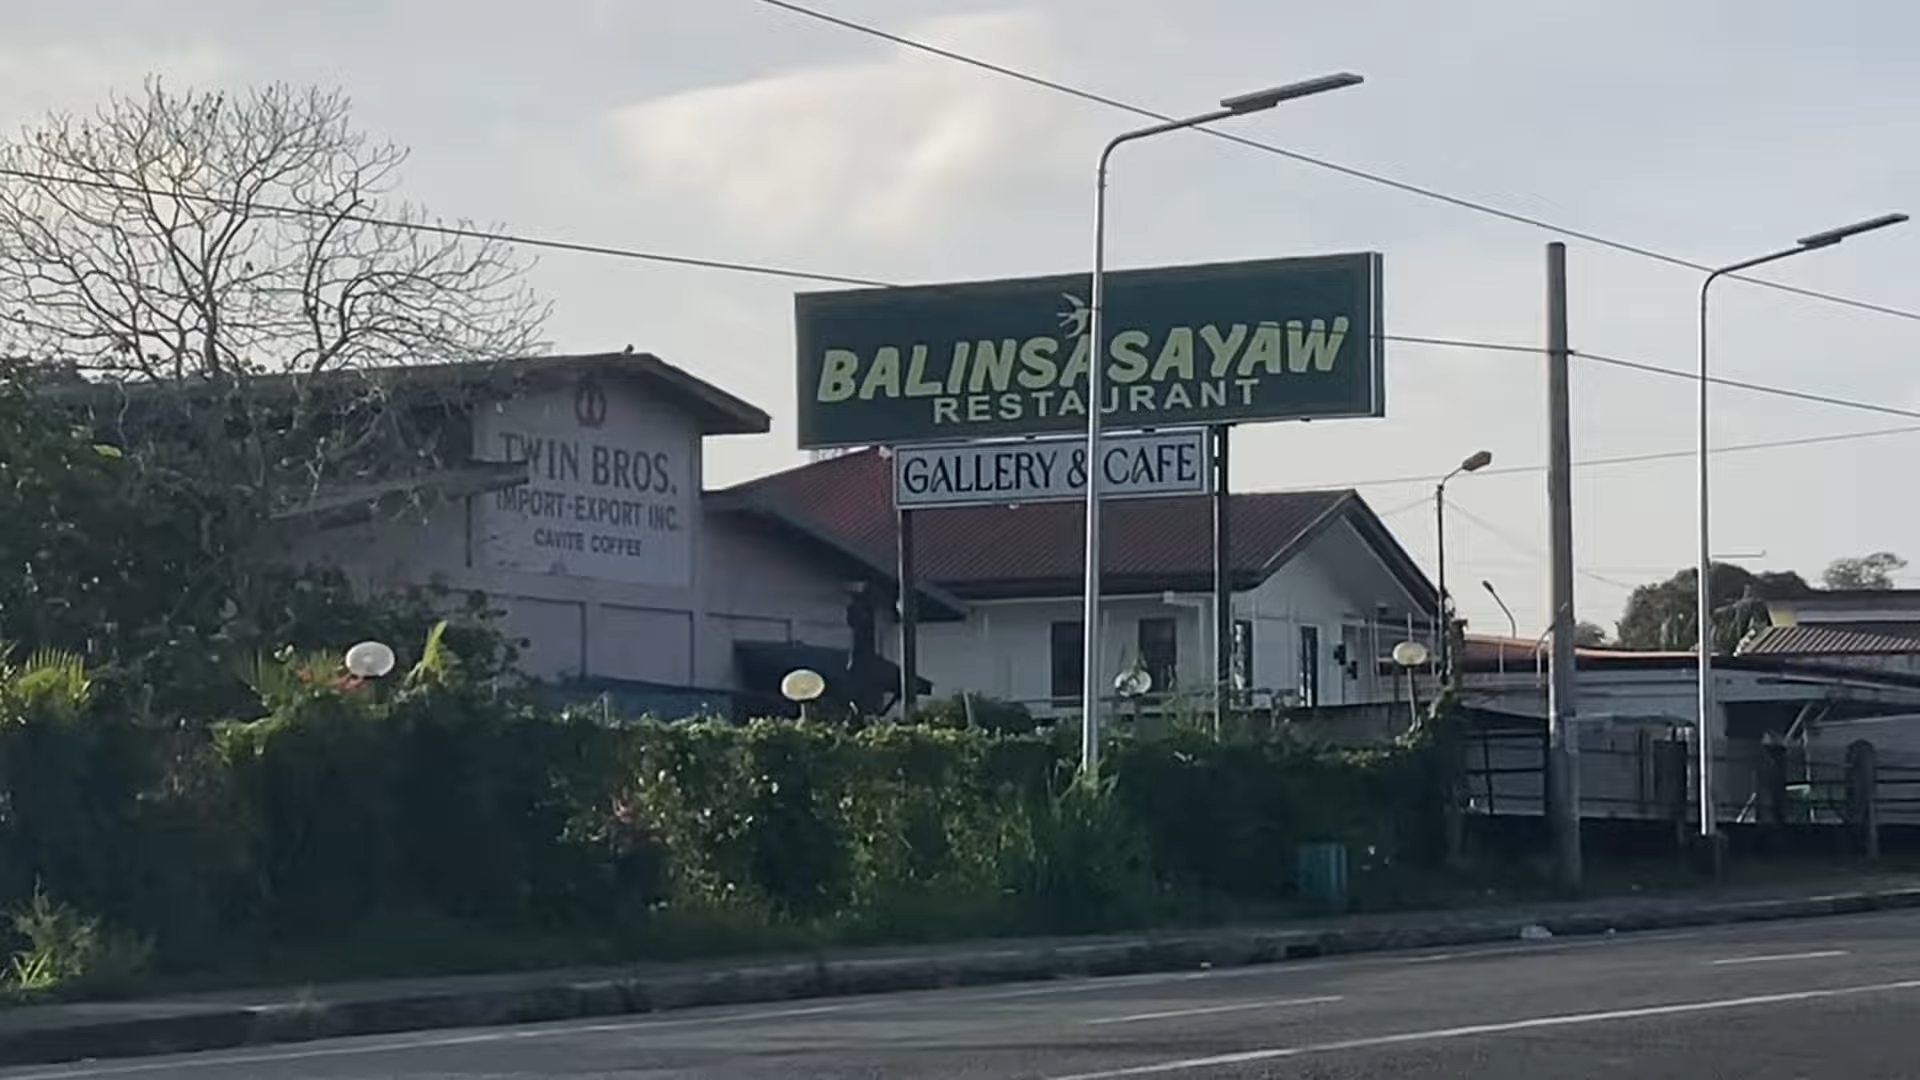 BALINSASAYAW
RESTAURANT
GALLERY & CAFE
TWIN BROS.
IMPORT-EXPORT INC.
CAVITE COFFEE